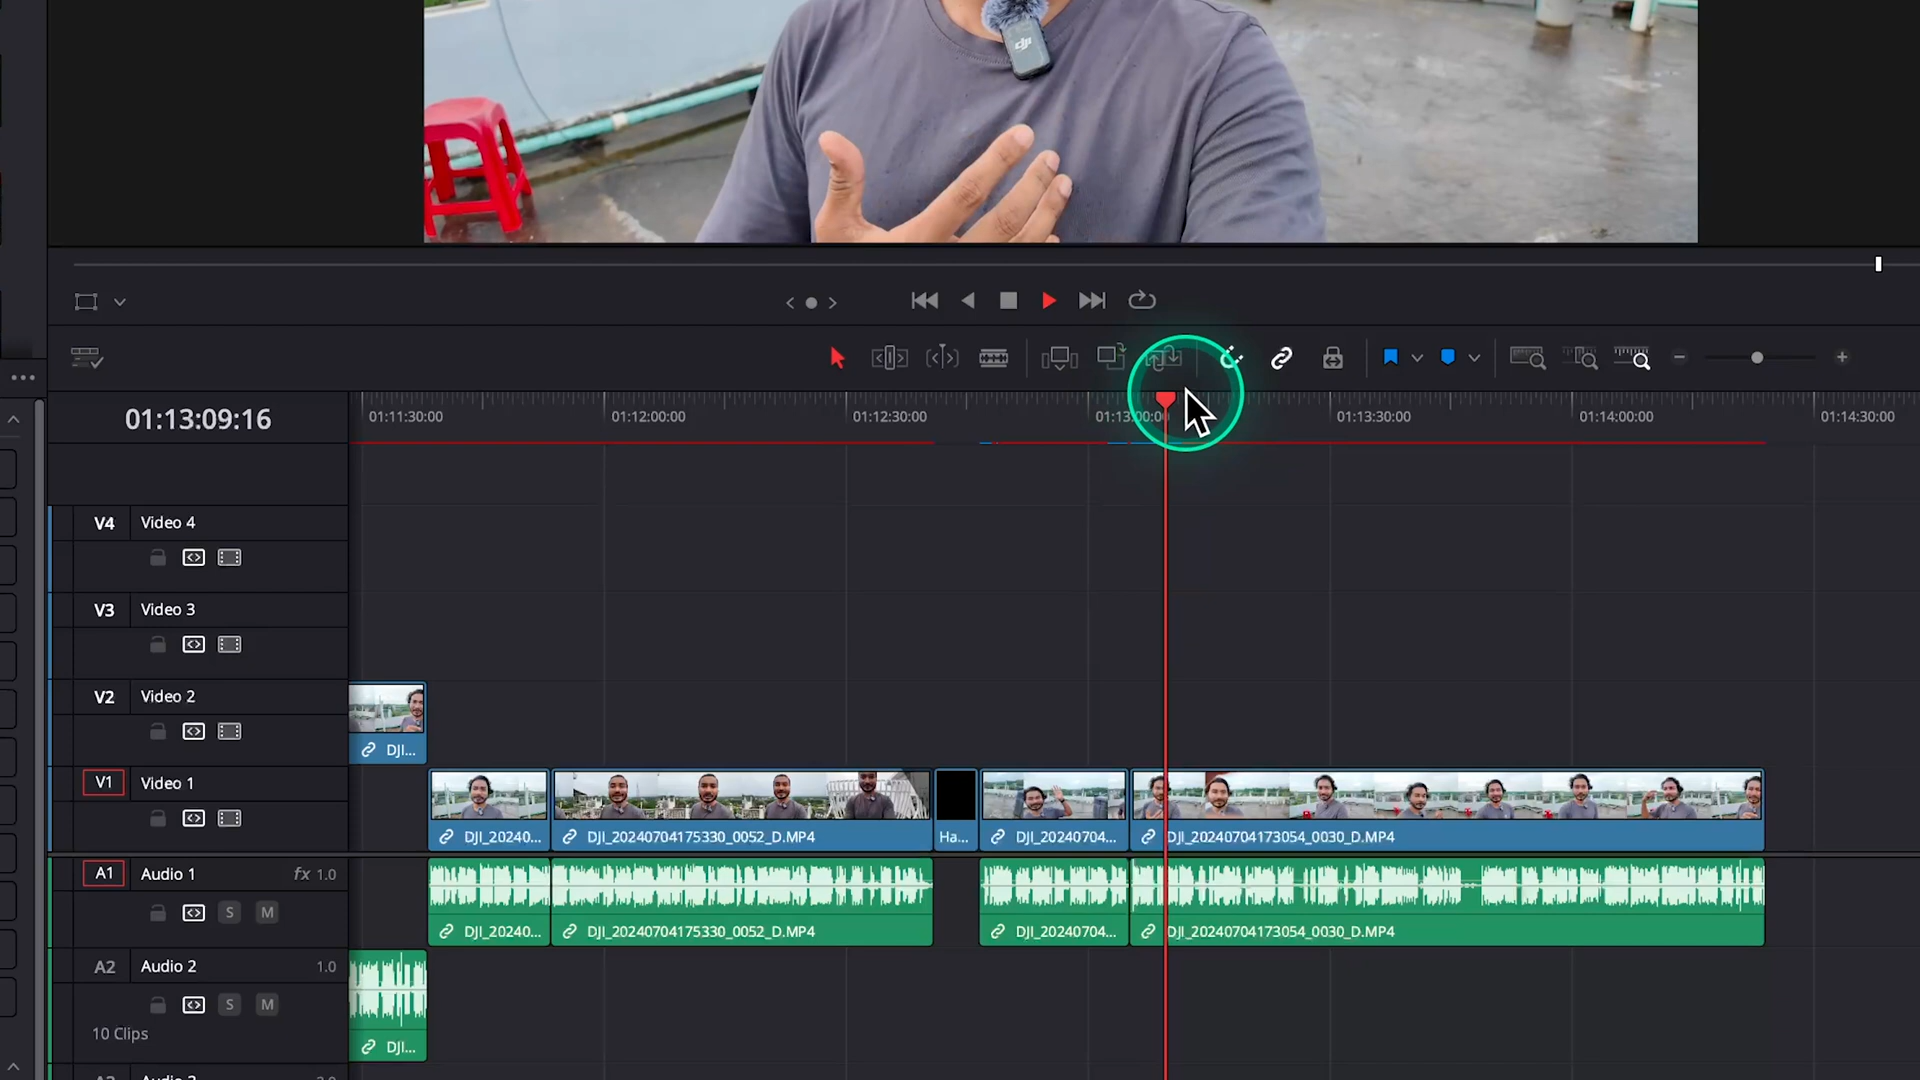 dji
01:13:09:16
01:11:30:00
01:12:00:00
01:12:30:00
01:13:00:00
01:13:30:00
01:14:00:00
01:14:30:00
V4 Video 4
V3 Video 3
V2 Video 2
DJI...
V1 Video 1
DJI_20240...
DJI_20240704175330_0052_D.MP4
Ha...
DJI_20240704...
DJI_20240704173054_0030_D.MP4
A1 Audio 1 fx 1.0
S M
DJI_20240...
DJI_20240704175330_0052_D.MP4
DJI_20240704...
DJI_20240704173054_0030_D.MP4
A2 Audio 2 1.0
S M
10 Clips
DJI...